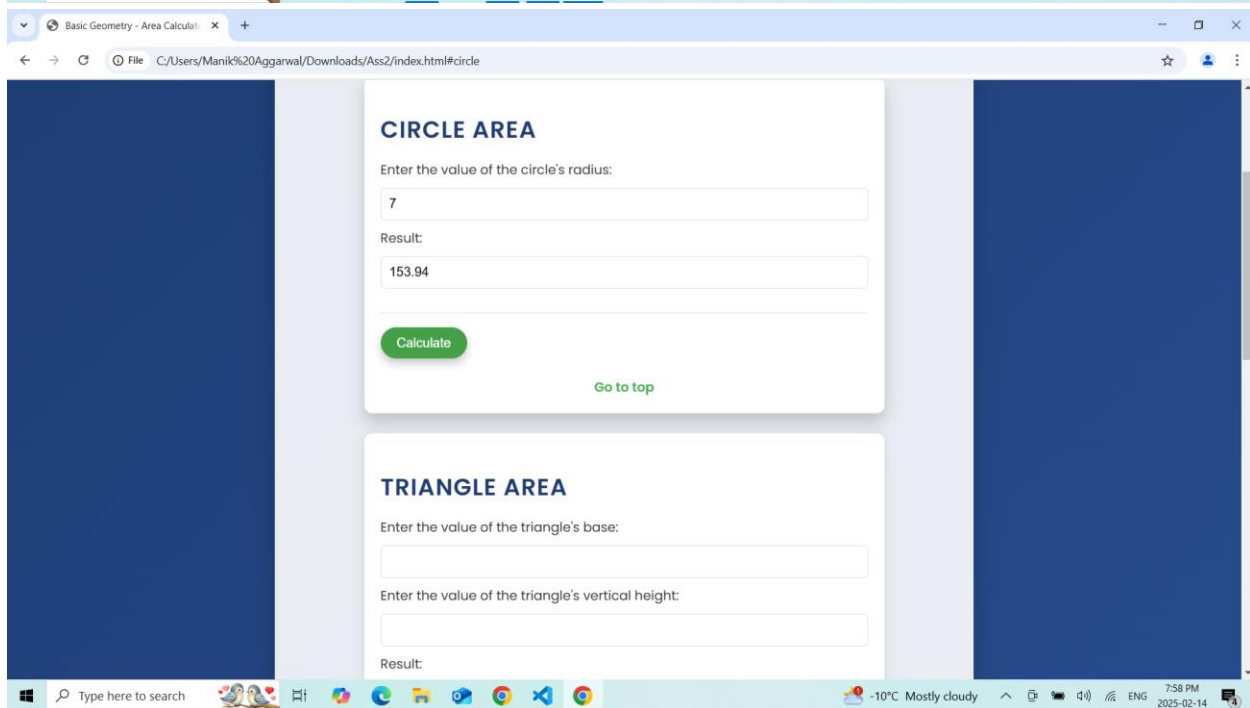 Basic Geometry - Area Calculat
File C:/Users/Manik%20Aggarwal/Downloads/Ass2/index.html#circle
CIRCLE AREA
Enter the value of the circle's radius:
7
Result:
153.94
Calculate
Go to top
TRIANGLE AREA
Enter the value of the triangle's base:
Enter the value of the triangle's vertical height:
Result:
Type here to search
-10°C Mostly cloudy
ENG
7:58 PM
2025-02-14
4